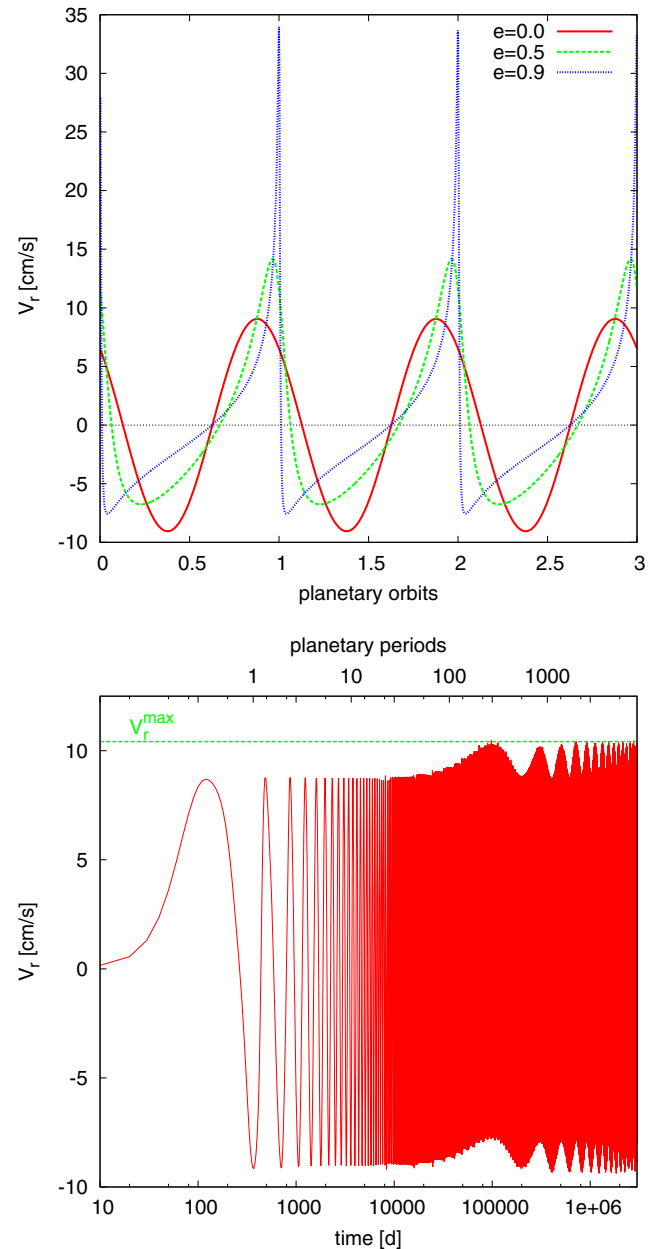 35
30
25
20
15
10
5
0
-5
-10
V_r [cm/s]
e=0.0
e=0.5
e=0.9
0 0.5 1 1.5 2 2.5 3
planetary orbits
planetary periods
1 10 100 1000
V_r^max
10
5
0
-5
-10
V_r [cm/s]
10 100 1000 10000 100000 1e+06
time [d]